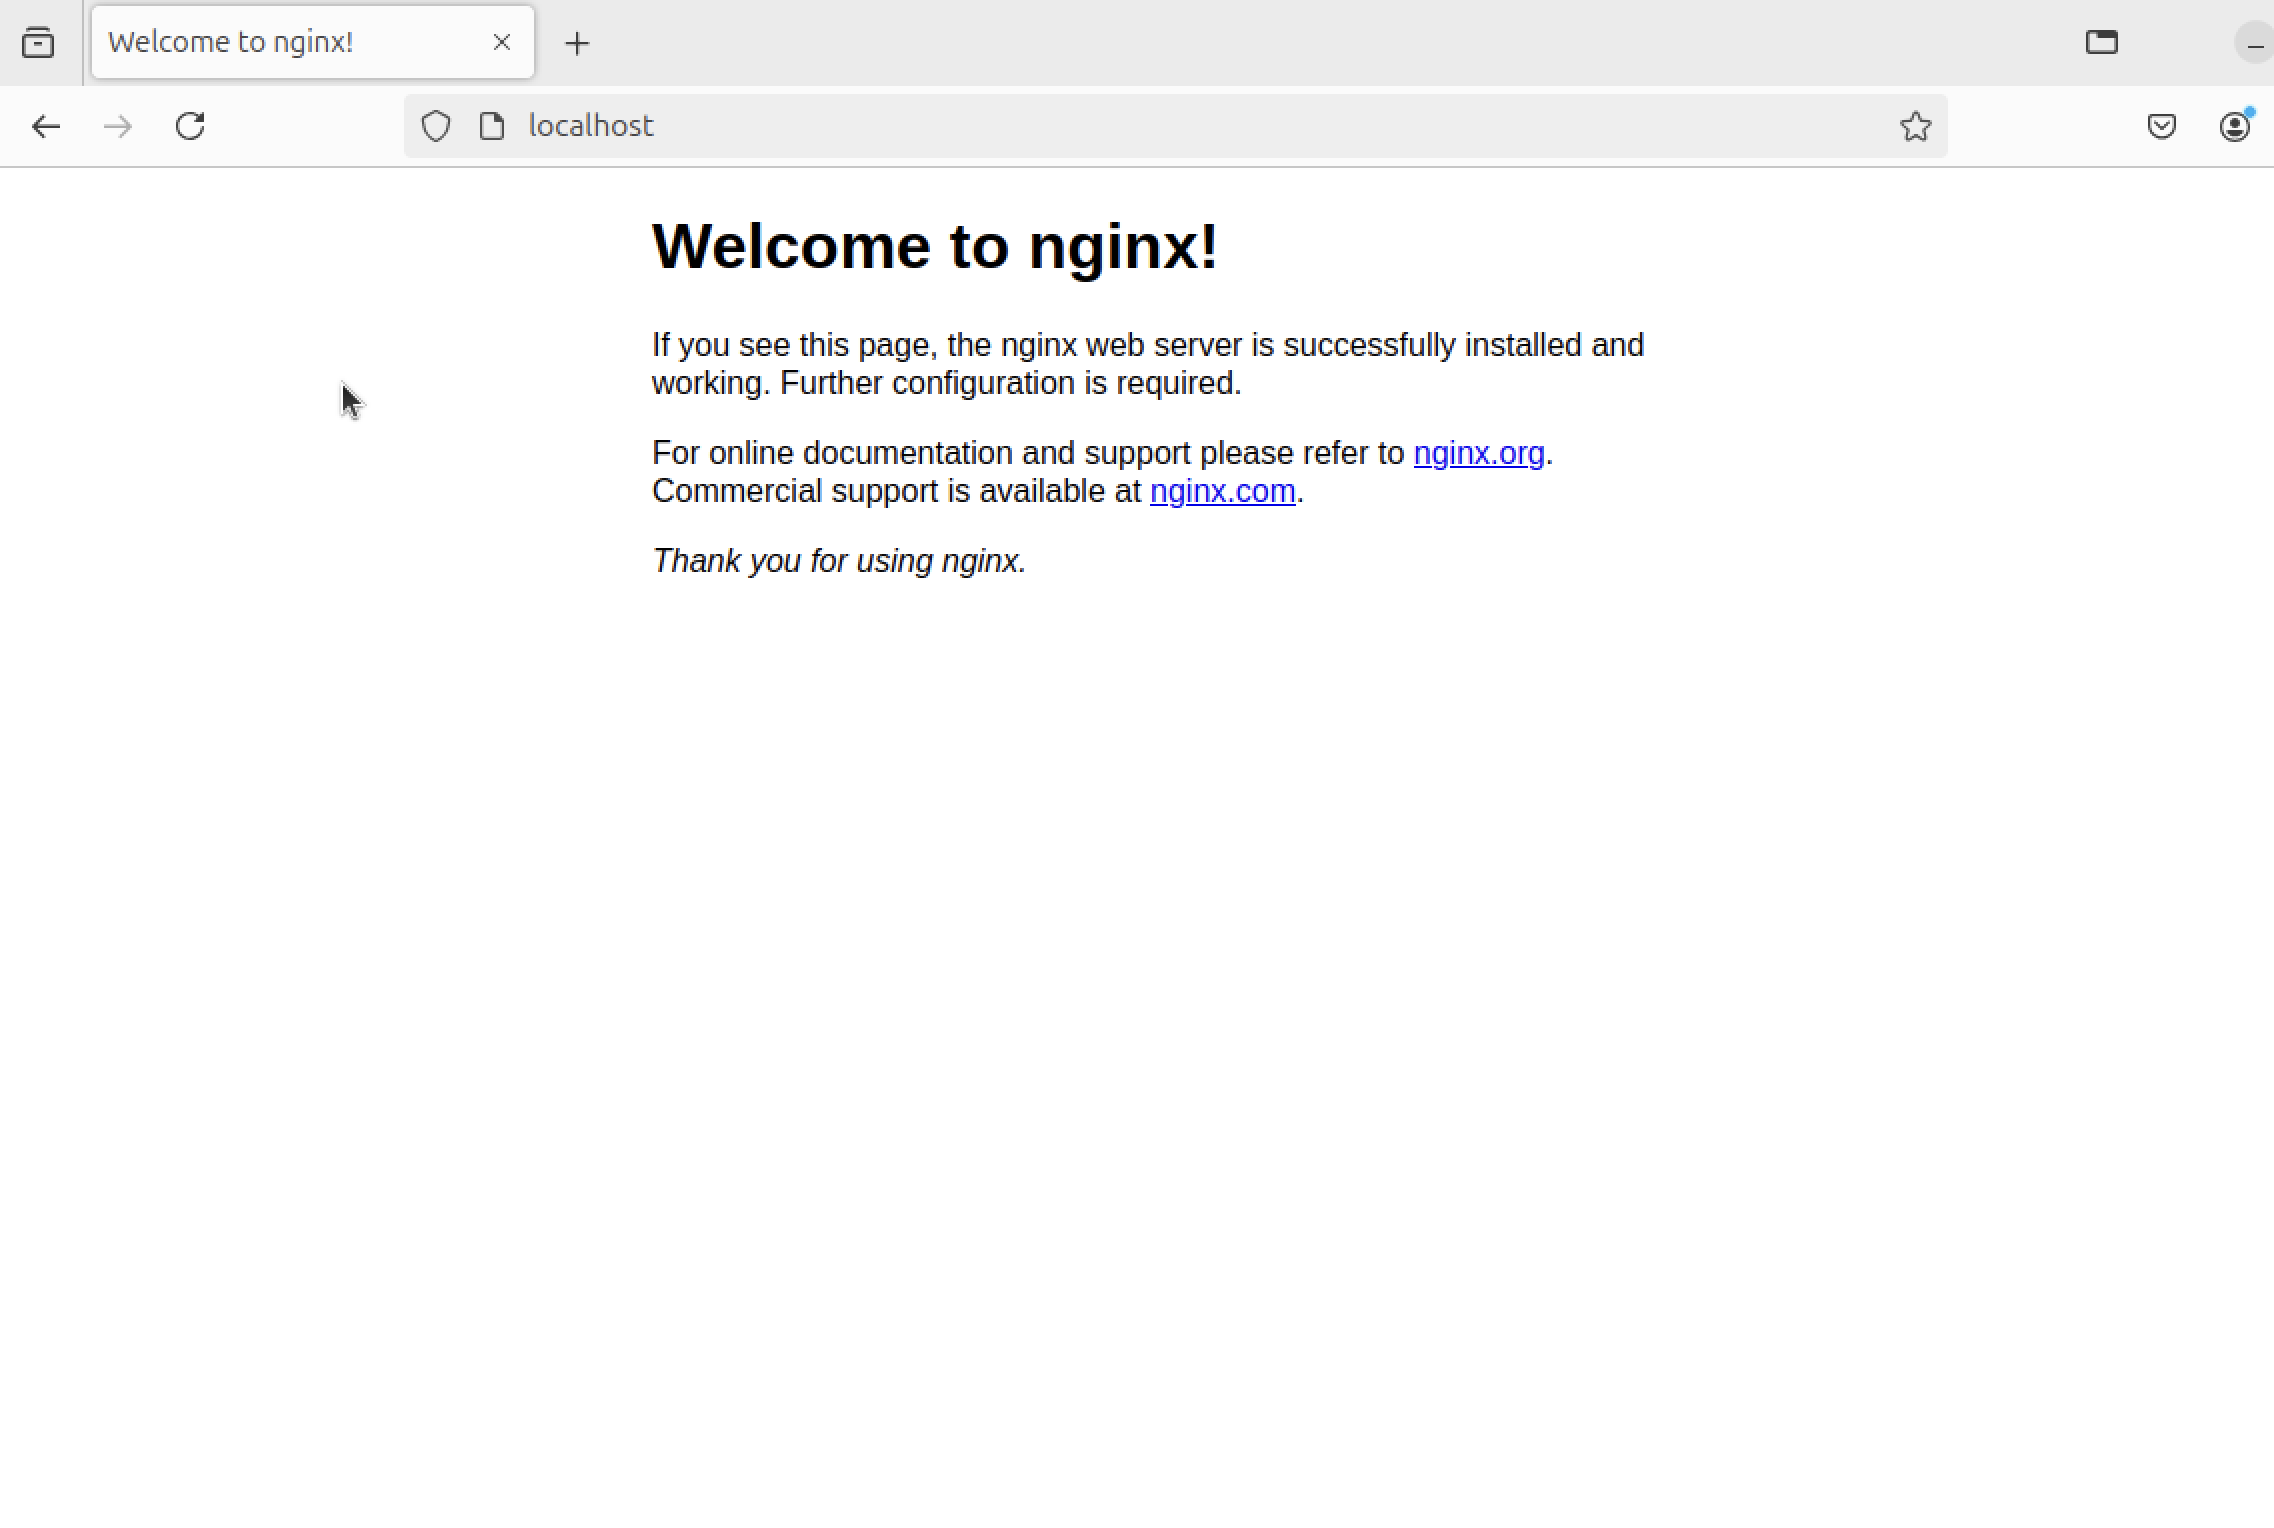 Welcome to nginx!
localhost
Welcome to nginx!
If you see this page, the nginx web server is successfully installed and
working. Further configuration is required.
For online documentation and support please refer to nginx.org.
Commercial support is available at nginx.com.
Thank you for using nginx.